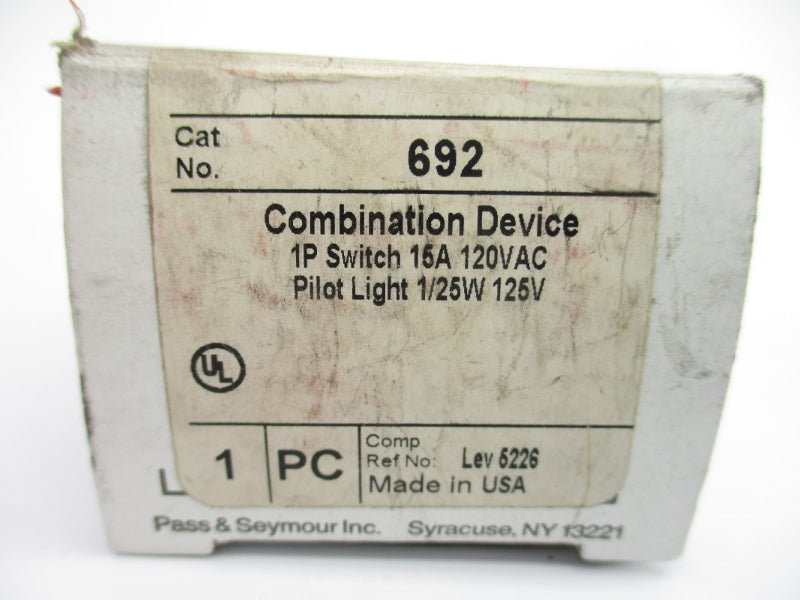 Cat
No.
692
Combination Device
1P Switch 15A 120VAC
Pilot Light 1/25W 125V
UL
1
PC
Comp
Ref No: Lev 5226
Made in USA
Pass & Seymour Inc. Syracuse, NY 13221